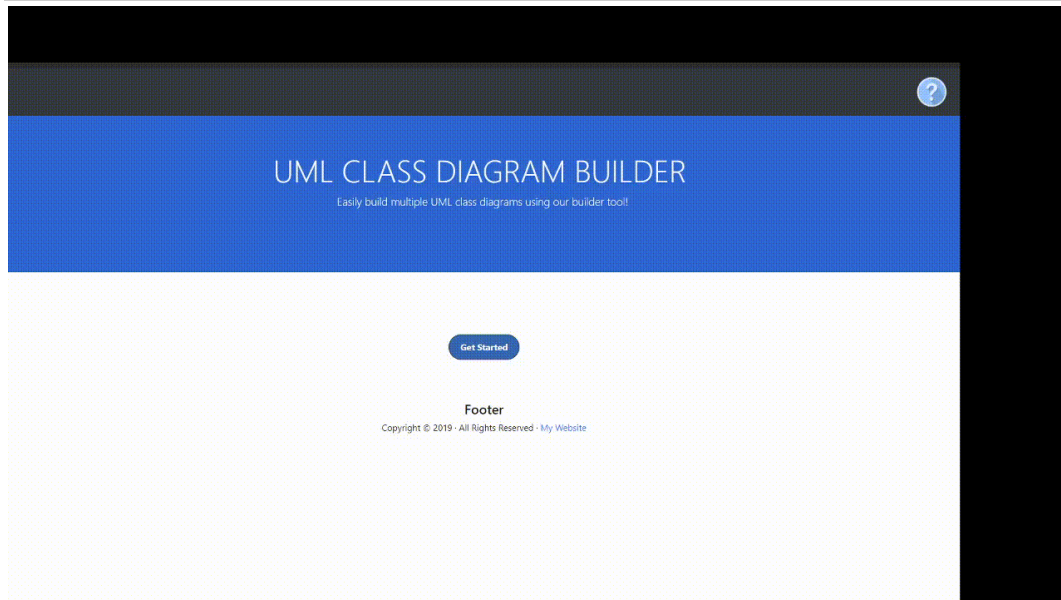 ?
UML CLASS DIAGRAM BUILDER
Easily build multiple UML class diagrams using our builder tool!!
Get Started
Footer
Copyright © 2019 · All Rights Reserved · My Website